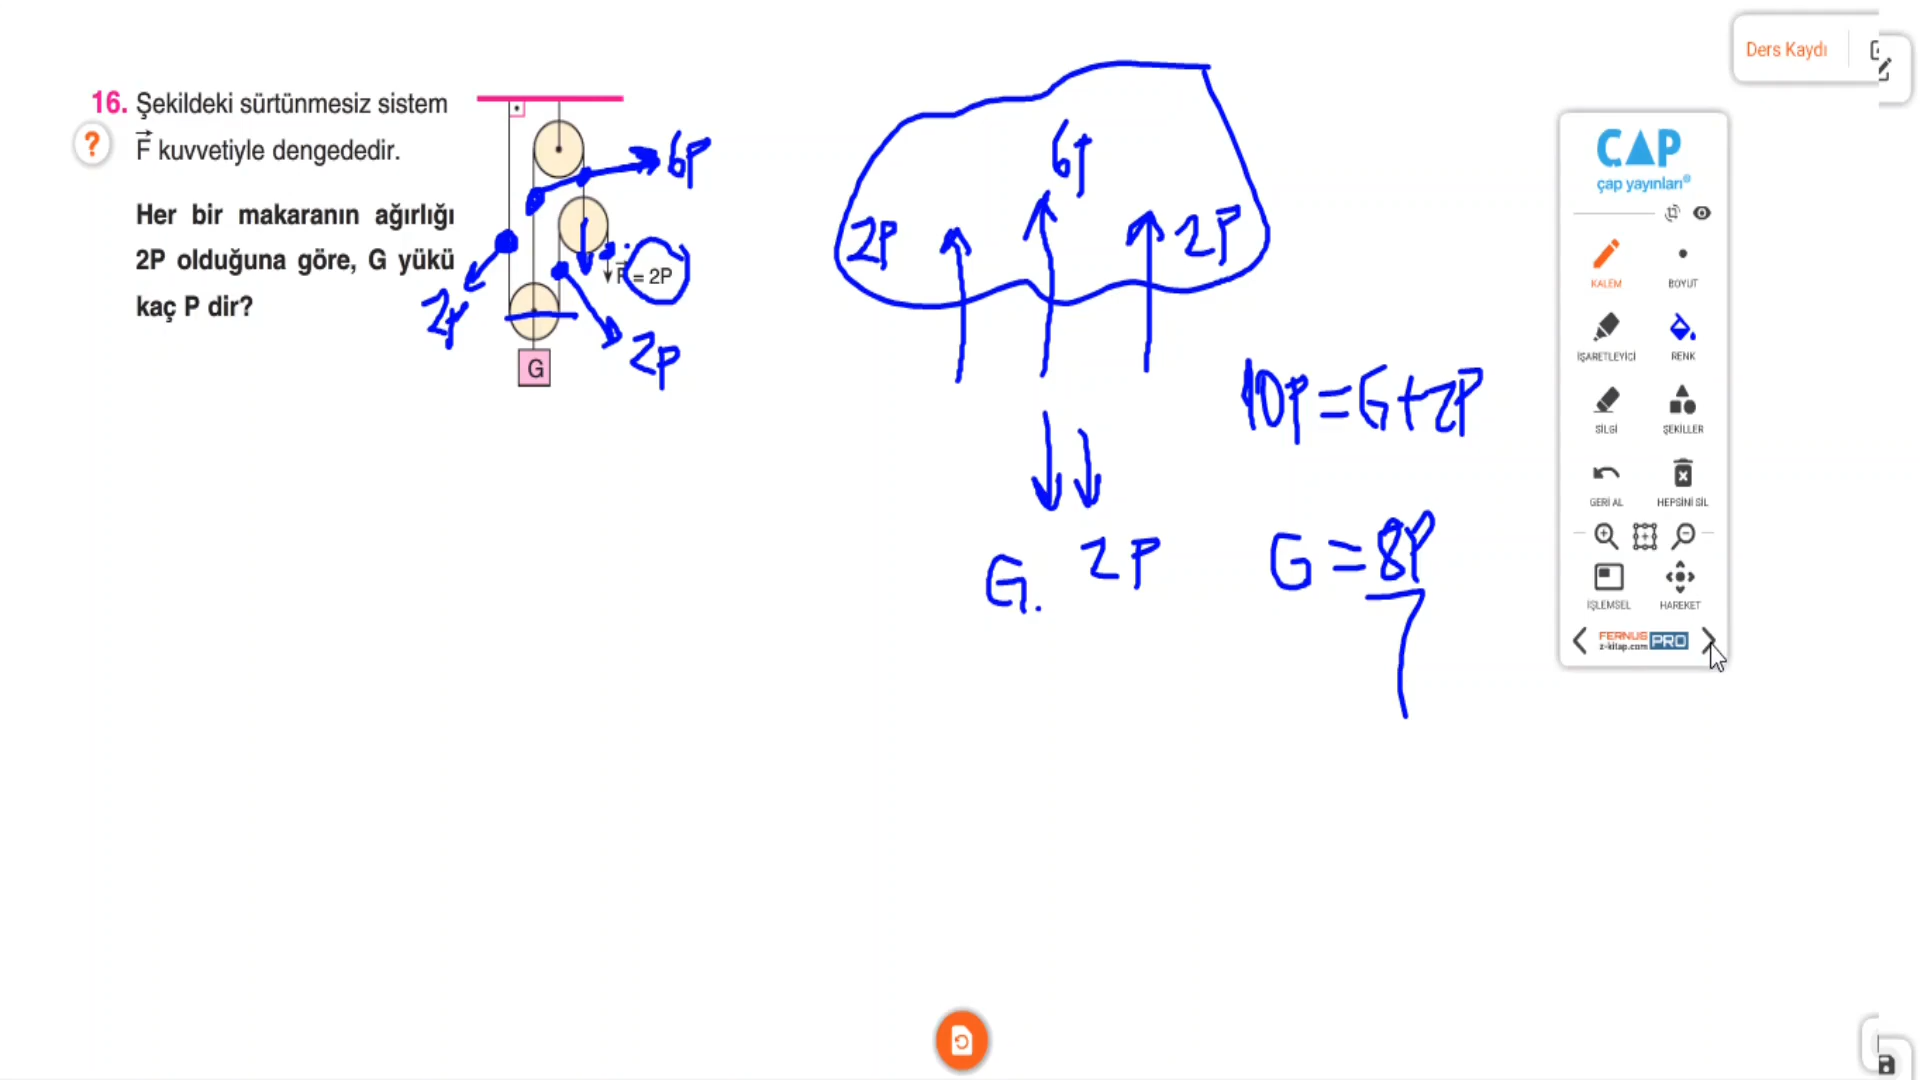 Ders Kaydı
16. Şekildeki sürtünmesiz sistem
? F kuvvetiyle dengededir.
Her bir makaranın ağırlığı
2P olduğuna göre, G yükü
kaç P dir?
6P
2P
F = 2P
2P
G
6P
2P
2P
10P = G + 2P
G. 2P
G = 8P
ÇAP
çap yayınları®
KALEM BOYUT
İŞARETLEYİCİ RENK
SİLGİ ŞEKİLLER
GERİ AL HEPSİNİ SİL
İŞLEMSEL HAREKET
FERNUS PRO
z-kitap.com